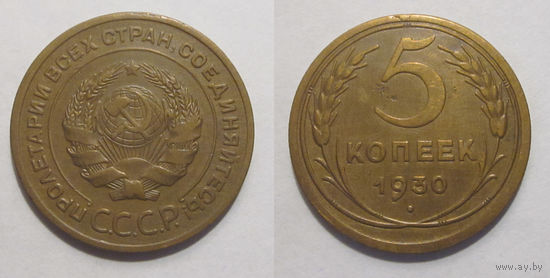 ПРОЛЕТАРИИ ВСЕХ СТРАН, СОЕДИНЯЙТЕСЬ!
С.С.С.Р.
5
КОПЕЕК
1930
www.ay.by